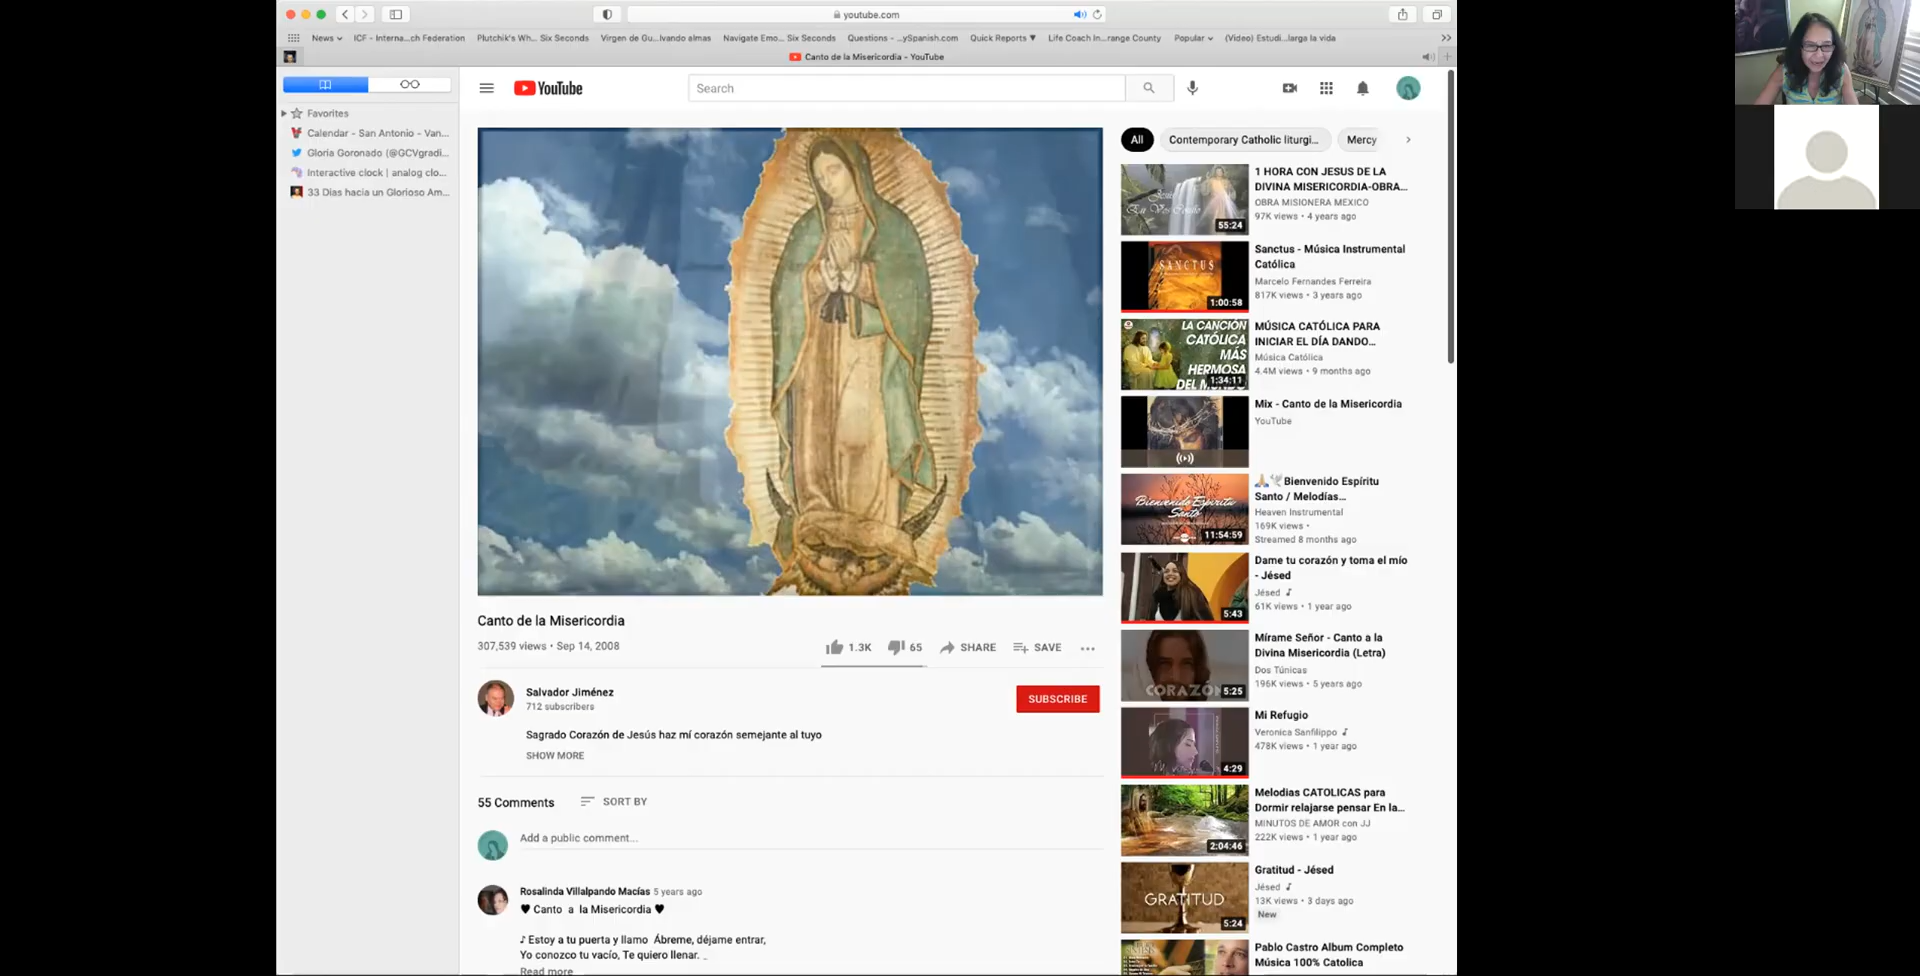 youtube.com
News
ICF - Interna...ch Federation
Plutchik's Wh... Six Seconds
Virgen de Gu...lvando almas
Navigate Emo... Six Seconds
Questions - ...ySpanish.com
Quick Reports
Life Coach In...range County
Popular
(Video) Estudi...larga la vida
Canto de la Misericordia - YouTube
Favorites
Calendar - San Antonio - Van...
Gloria Goronado (@GCVgradi...
Interactive clock | analog clo...
33 Dias hacia un Glorioso Am...
YouTube
Search
All
Contemporary Catholic liturgi...
Mercy
Canto de la Misericordia
307,539 views • Sep 14, 2008
1.3K
65
SHARE
SAVE
Salvador Jiménez
712 subscribers
SUBSCRIBE
Sagrado Corazón de Jesús haz mí corazón semejante al tuyo
SHOW MORE
55 Comments
SORT BY
Add a public comment...
Rosalinda Villalpando Macías 5 years ago
♥ Canto a la Misericordia ♥
♪ Estoy a tu puerta y llamo Ábreme, déjame entrar,
Yo conozco tu vacío, Te quiero llenar. _
Read more
55:24
1 HORA CON JESUS DE LA
DIVINA MISERICORDIA-OBRA...
OBRA MISIONERA MEXICO
97K views • 4 years ago
SANCTUS
1:00:58
Sanctus - Música Instrumental
Católica
Marcelo Fernandes Ferreira
817K views • 3 years ago
LA CANCIÓN
CATÓLICA
MÁS
HERMOSA
DEL MUNDO
1:34:11
MÚSICA CATÓLICA PARA
INICIAR EL DÍA DANDO...
Música Católica
4.4M views • 9 months ago
Mix - Canto de la Misericordia
YouTube
Bienvenido Espíritu
Santo
11:54:59
🙏🕊Bienvenido Espíritu
Santo / Melodías...
Heaven Instrumental
169K views •
Streamed 8 months ago
5:43
Dame tu corazón y toma el mío
- Jésed
Jésed ♪
61K views • 1 year ago
CORAZÓN
5:25
Mírame Señor - Canto a la
Divina Misericordia (Letra)
Dos Túnicas
196K views • 5 years ago
4:29
Mi Refugio
Veronica Sanfilippo ♪
478K views • 1 year ago
2:04:46
Melodias CATOLICAS para
Dormir relajarse pensar En la...
MINUTOS DE AMOR con JJ
222K views • 1 year ago
GRATITUD
5:24
Gratitud - Jésed
Jésed ♪
13K views • 3 days ago
New
Pablo Castro Album Completo
Música 100% Catolica